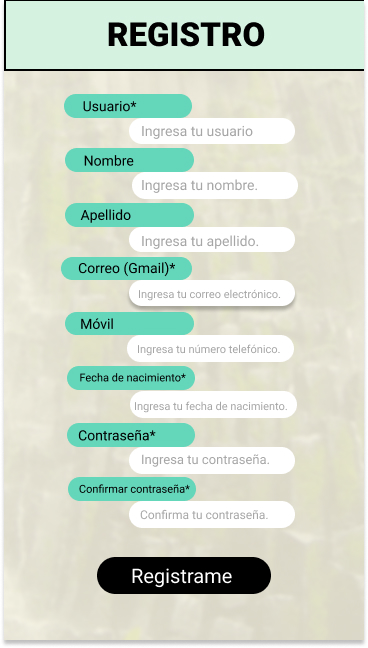 REGISTRO
Usuario*
Ingresa tu usuario
Nombre
Ingresa tu nombre.
Apellido
Ingresa tu apellido.
Correo (Gmail)*
Ingresa tu correo electrónico.
Móvil
Ingresa tu número telefónico.
Fecha de nacimiento*
Ingresa tu fecha de nacimiento.
Contraseña*
Ingresa tu contraseña.
Confirmar contraseña*
Confirma tu contraseña.
Registrame